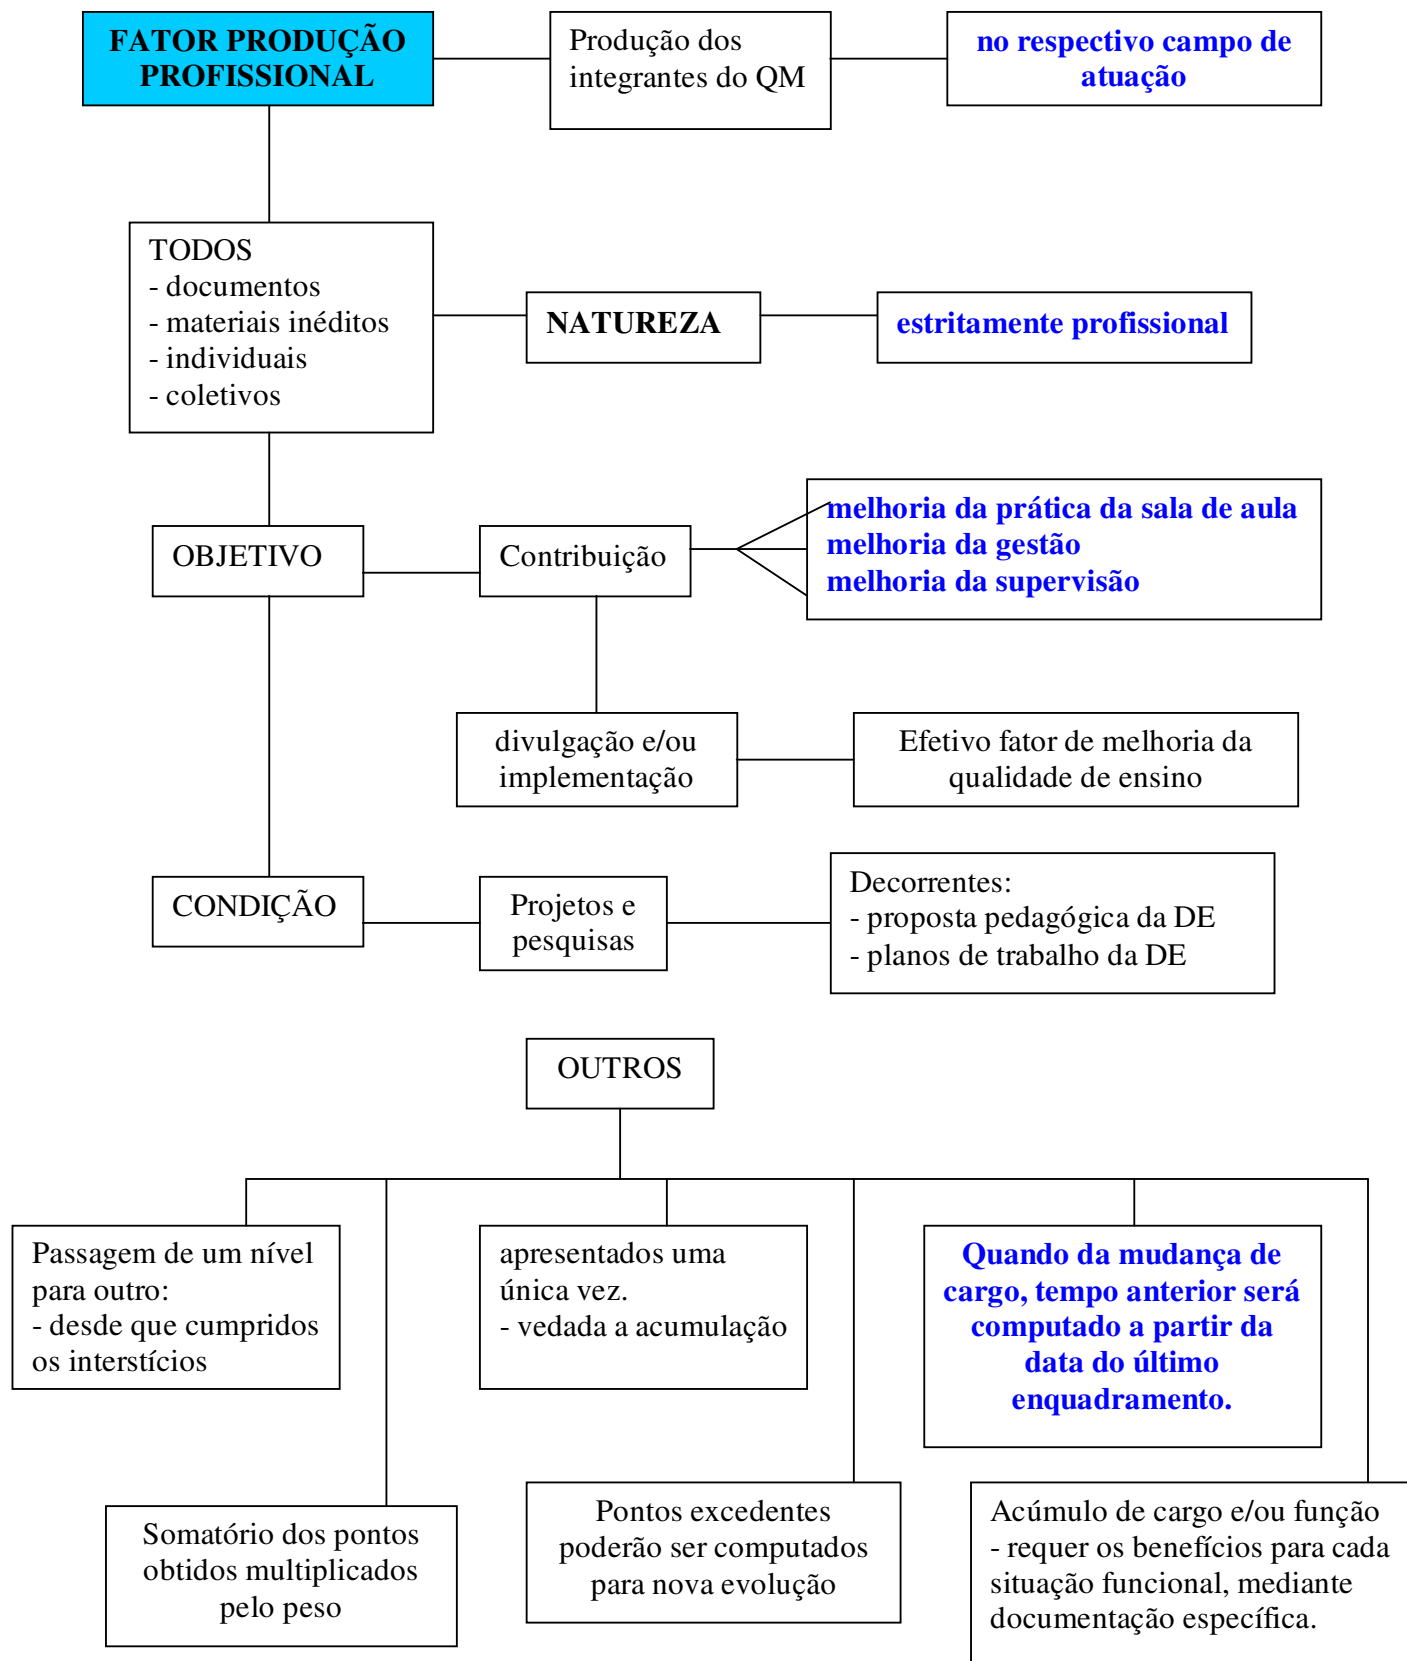 FATOR PRODUÇÃO
PROFISSIONAL
Produção dos
integrantes do QM
no respectivo campo de
atuação
TODOS
- documentos
- materiais inéditos
- individuais
- coletivos
NATUREZA
estritamente profissional
OBJETIVO
Contribuição
melhoria da prática da sala de aula
melhoria da gestão
melhoria da supervisão
divulgação e/ou
implementação
Efetivo fator de melhoria da
qualidade de ensino
CONDIÇÃO
Projetos e
pesquisas
Decorrentes:
- proposta pedagógica da DE
- planos de trabalho da DE
OUTROS
Passagem de um nível
para outro:
- desde que cumpridos
os interstícios
apresentados uma
única vez.
- vedada a acumulação
Quando da mudança de
cargo, tempo anterior será
computado a partir da
data do último
enquadramento.
Somatório dos pontos
obtidos multiplicados
pelo peso
Pontos excedentes
poderão ser computados
para nova evolução
Acúmulo de cargo e/ou função
- requer os benefícios para cada
situação funcional, mediante
documentação específica.